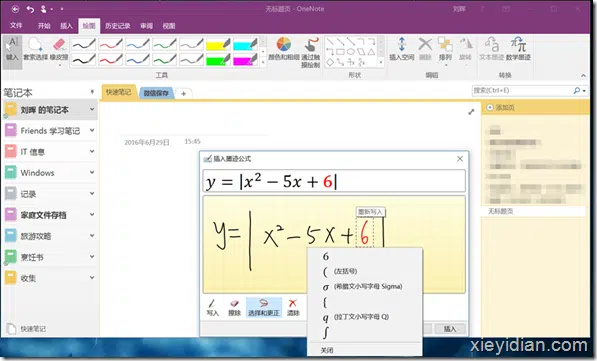 无标题页 - OneNote
刘晖
文件 开始 插入 绘图 历史记录 审阅 视图
键入 套索选择 橡皮擦 颜色和粗细 通过触摸绘制 插入空间 删除 排列 文本墨迹 数学墨迹
工具 形状 编辑 转换
笔记本
快速笔记 微信保存 +
搜索(Ctrl+E)
刘晖 的笔记本
Friends 学习笔记
IT 信息
Windows
记录
家庭文件存档
旅游政略
烹饪书
收集
快速笔记
2016年6月29日 15:45
添加页
无标题页
插入墨迹公式
y = |x² − 5x + 6|
重新写入
y = |x² − 5x + 6|
6
( (左括号)
σ (希腊文小写字母 Sigma)
{
q (拉丁文小写字母 Q)
∫
关闭
写入 擦除 选择和更正 清除
插入
xieyidian.com